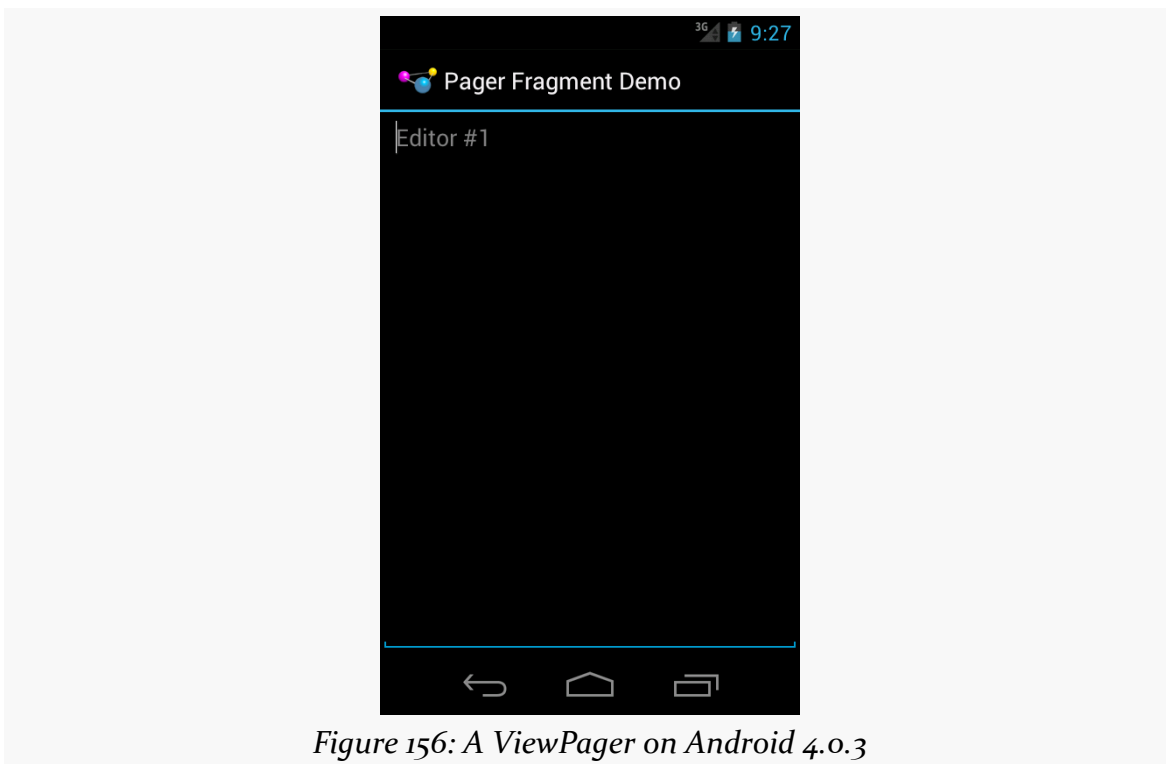 3G 9:27
Pager Fragment Demo
Editor #1
Figure 156: A ViewPager on Android 4.0.3